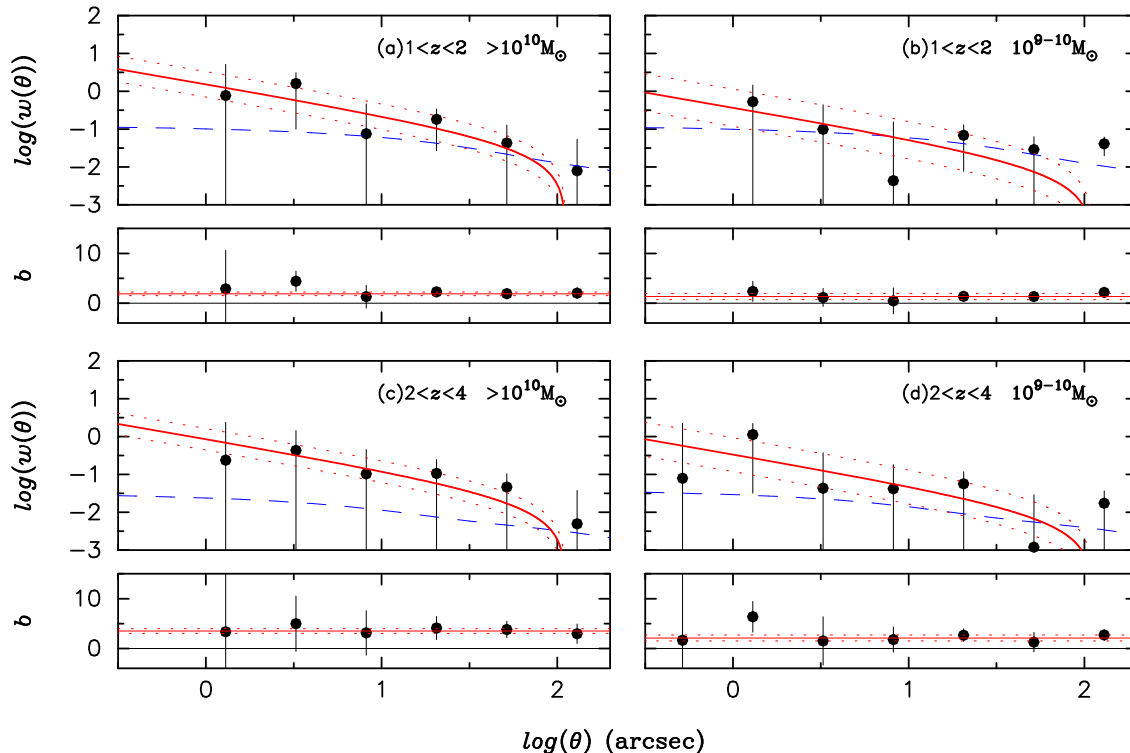 2
1
0
−1
−2
−3
log(w(θ))
(a)1<z<2 >10^10M⊙
(b)1<z<2 10^9−10M⊙
10
0
b
2
1
0
−1
−2
−3
log(w(θ))
(c)2<z<4 >10^10M⊙
(d)2<z<4 10^9−10M⊙
10
0
b
0 1 2 0 1 2
log(θ) (arcsec)